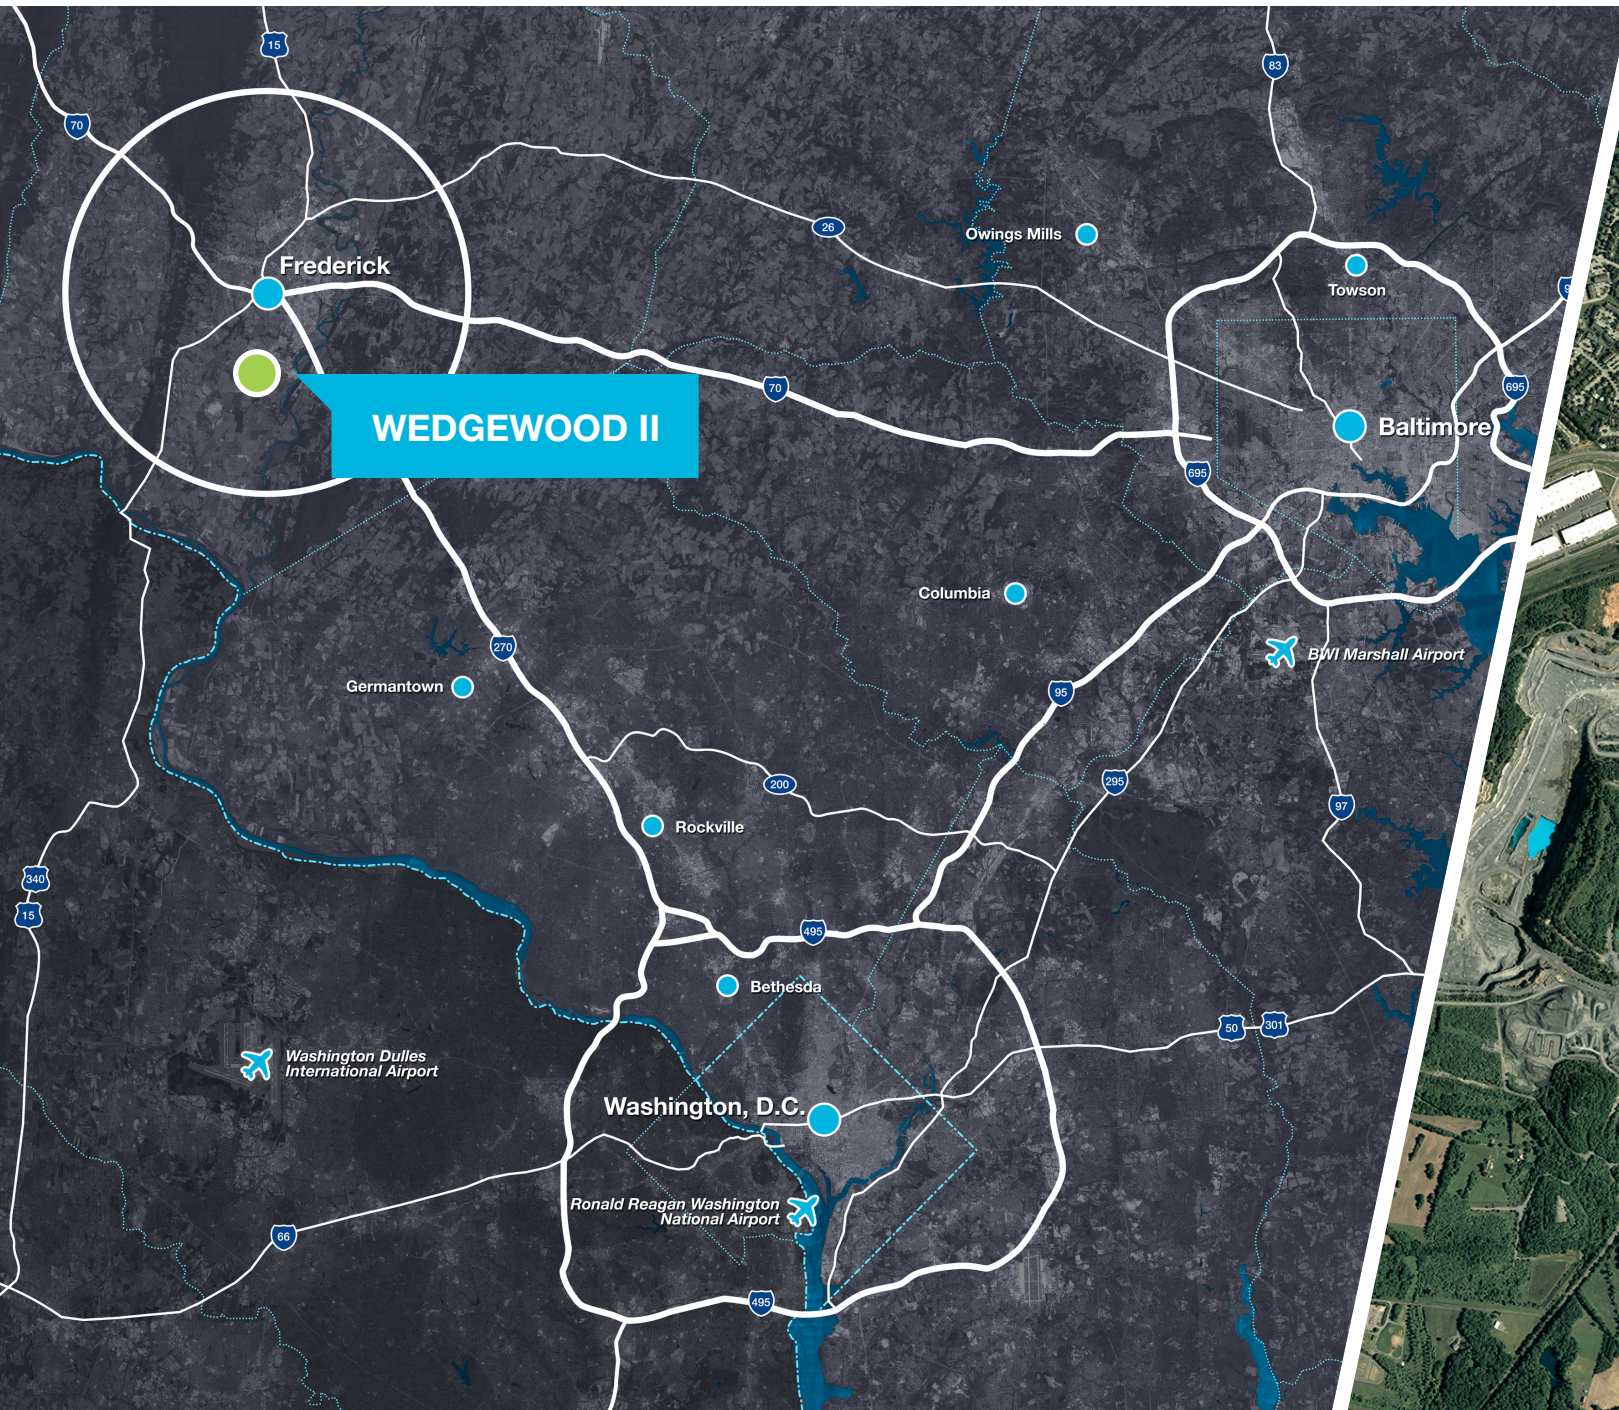 15
83
70
26
Owings Mills
Frederick
Towson
WEDGEWOOD II
70
695
Baltimore
695
Columbia
270
BWI Marshall Airport
Germantown
95
295
200
97
Rockville
340
15
495
Bethesda
50
301
Washington Dulles
International Airport
Washington, D.C.
Ronald Reagan Washington
National Airport
66
495